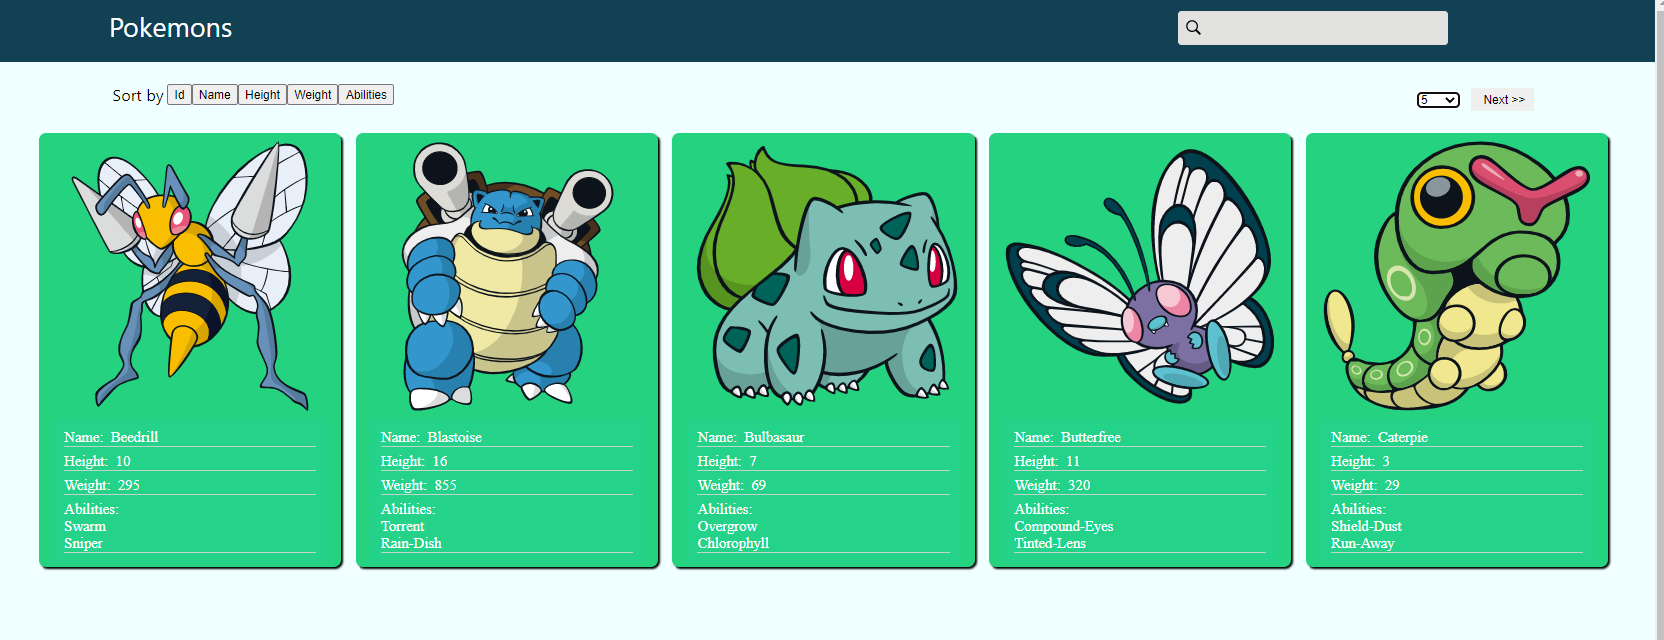 Pokemons
Sort by Id Name Height Weight Abilities
5 Next >>
Name: Beedrill
Height: 10
Weight: 295
Abilities:
Swarm
Sniper
Name: Blastoise
Height: 16
Weight: 855
Abilities:
Torrent
Rain-Dish
Name: Bulbasaur
Height: 7
Weight: 69
Abilities:
Overgrow
Chlorophyll
Name: Butterfree
Height: 11
Weight: 320
Abilities:
Compound-Eyes
Tinted-Lens
Name: Caterpie
Height: 3
Weight: 29
Abilities:
Shield-Dust
Run-Away